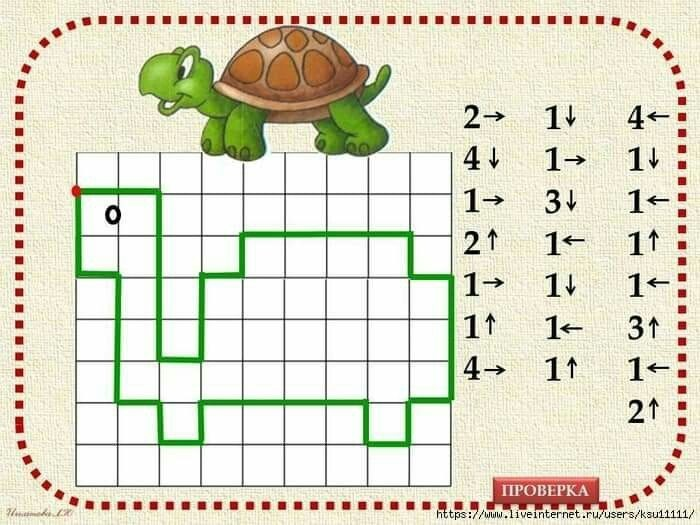 2→ 1↓ 4←
4↓ 1→ 1↓
1→ 3↓ 1←
2↑ 1← 1↑
1→ 1↓ 1←
1↑ 1← 3↑
4→ 1↑ 1←
2↑
o
ПРОВЕРКА
https://www.liveinternet.ru/users/ksu11111/